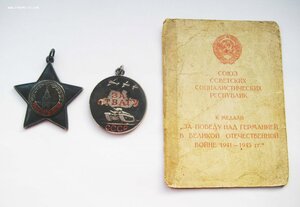 ЗА
ОТВАГУ
СССР
СОЮЗ
СОВЕТСКИХ
СОЦИАЛИСТИЧЕСКИХ
РЕСПУБЛИК
К МЕДАЛИ
„ЗА ПОБЕДУ НАД ГЕРМАНИЕЙ
В ВЕЛИКОЙ ОТЕЧЕСТВЕННОЙ
ВОЙНЕ 1941—1945 гг."